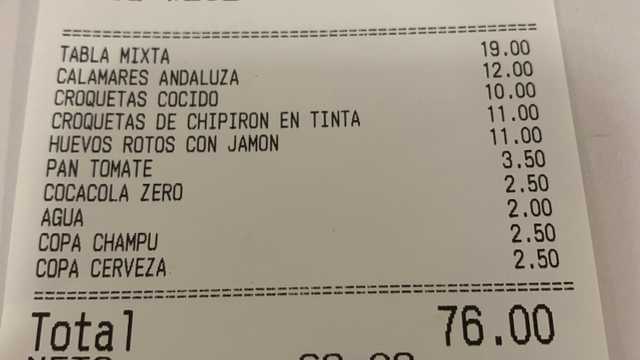 =====================================
TABLA MIXTA 19.00
CALAMARES ANDALUZA 12.00
CROQUETAS COCIDO 10.00
CROQUETAS DE CHIPIRON EN TINTA 11.00
HUEVOS ROTOS CON JAMON 11.00
PAN TOMATE 3.50
COCACOLA ZERO 2.50
AGUA 2.00
COPA CHAMPU 2.50
COPA CERVEZA 2.50
=====================================
Total 76.00